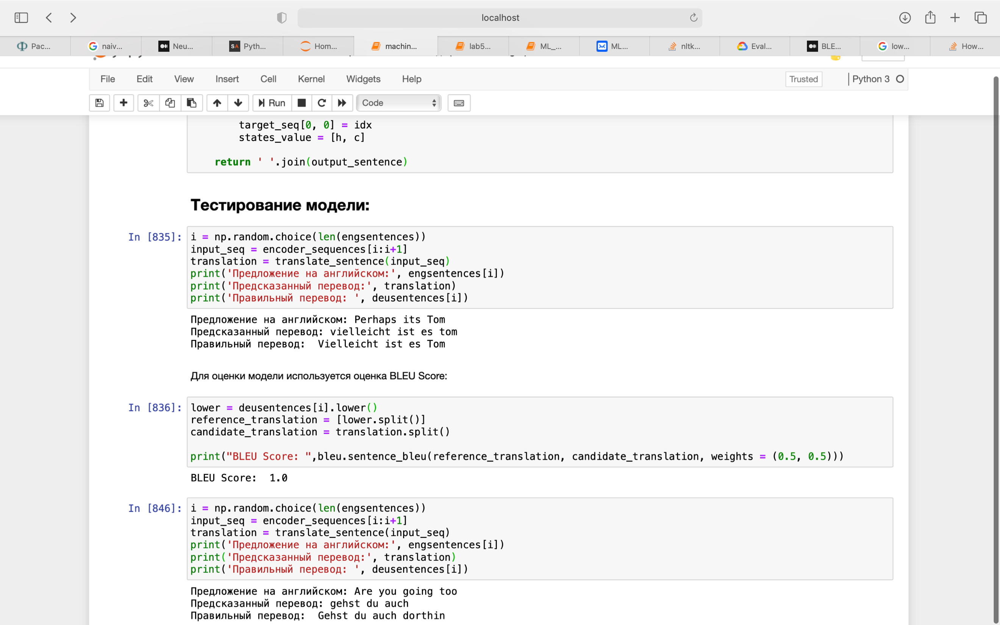 localhost
Рас... naiv... Neu... SA Pyth... Hom... machin... lab5... ML_... ML... nltk... Eval... BLE... low... How...
File Edit View Insert Cell Kernel Widgets Help Trusted Python 3
Run Code
target_seq[0, 0] = idx
states_value = [h, c]
return ' '.join(output_sentence)
Тестирование модели:
In [835]: i = np.random.choice(len(engsentences))
input_seq = encoder_sequences[i:i+1]
translation = translate_sentence(input_seq)
print('Предложение на английском:', engsentences[i])
print('Предсказанный перевод:', translation)
print('Правильный перевод: ', deusentences[i])
Предложение на английском: Perhaps its Tom
Предсказанный перевод: vielleicht ist es tom
Правильный перевод:  Vielleicht ist es Tom
Для оценки модели используется оценка BLEU Score:
In [836]: lower = deusentences[i].lower()
reference_translation = [lower.split()]
candidate_translation = translation.split()
print("BLEU Score: ",bleu.sentence_bleu(reference_translation, candidate_translation, weights = (0.5, 0.5)))
BLEU Score:  1.0
In [846]: i = np.random.choice(len(engsentences))
input_seq = encoder_sequences[i:i+1]
translation = translate_sentence(input_seq)
print('Предложение на английском:', engsentences[i])
print('Предсказанный перевод:', translation)
print('Правильный перевод: ', deusentences[i])
Предложение на английском: Are you going too
Предсказанный перевод: gehst du auch
Правильный перевод:  Gehst du auch dorthin